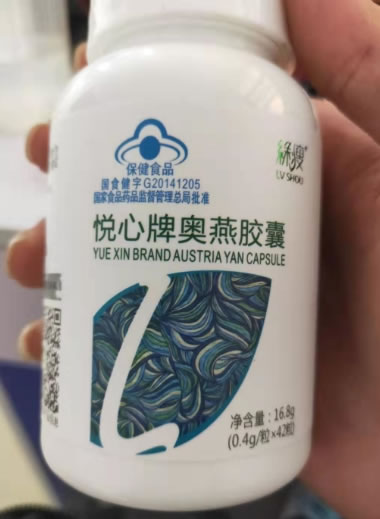 保健食品
国食健字G20141205
国家食品药品监督管理总局批准
綠瘦
LV SHOU
悦心牌奥燕胶囊
YUE XIN BRAND AUSTRIA YAN CAPSULE
净含量：16.8g
(0.4g/粒×42粒)